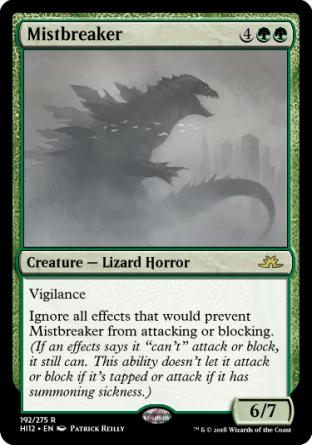 Mistbreaker 4
Creature — Lizard Horror
Vigilance
Ignore all effects that would prevent
Mistbreaker from attacking or blocking.
(If an effects says it “can’t” attack or block,
it still can. This ability doesn’t let it attack
or block if it’s tapped or attack if it has
summoning sickness.)
6/7
192/275 R
HI12 • EN PATRICK REILLY
™ & © 2018 Wizards of the Coast